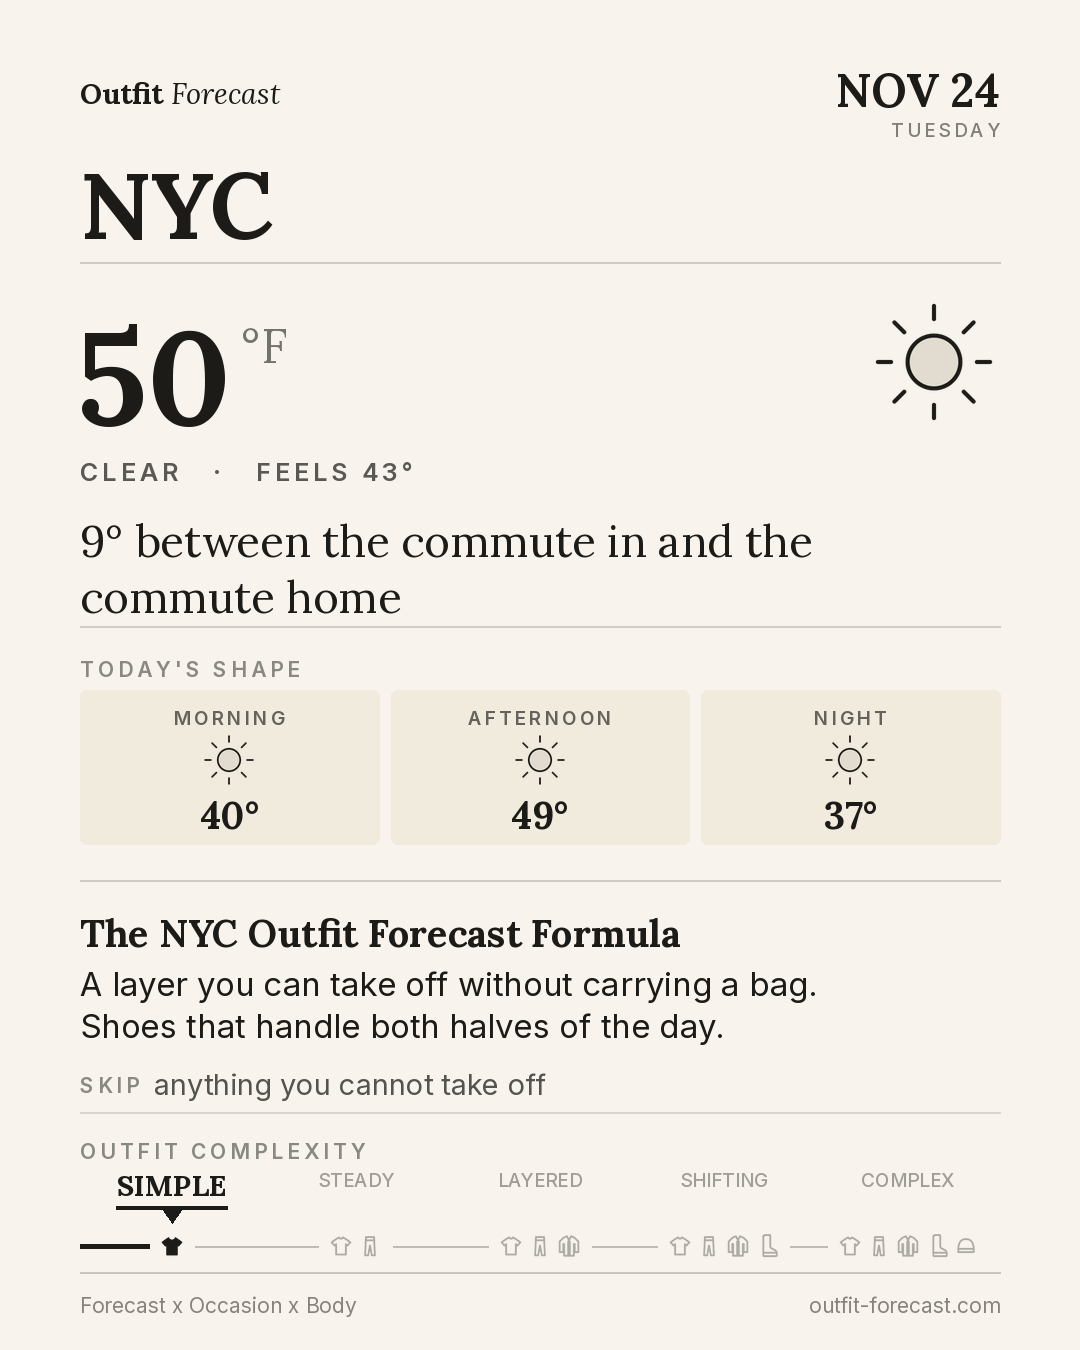 Outfit Forecast
NOV 24
TUESDAY
NYC
50 °F
CLEAR · FEELS 43°
9° between the commute in and the
commute home
TODAY'S SHAPE
MORNING
40°
AFTERNOON
49°
NIGHT
37°
The NYC Outfit Forecast Formula
A layer you can take off without carrying a bag.
Shoes that handle both halves of the day.
SKIP anything you cannot take off
OUTFIT COMPLEXITY
SIMPLE STEADY LAYERED SHIFTING COMPLEX
Forecast x Occasion x Body
outfit-forecast.com